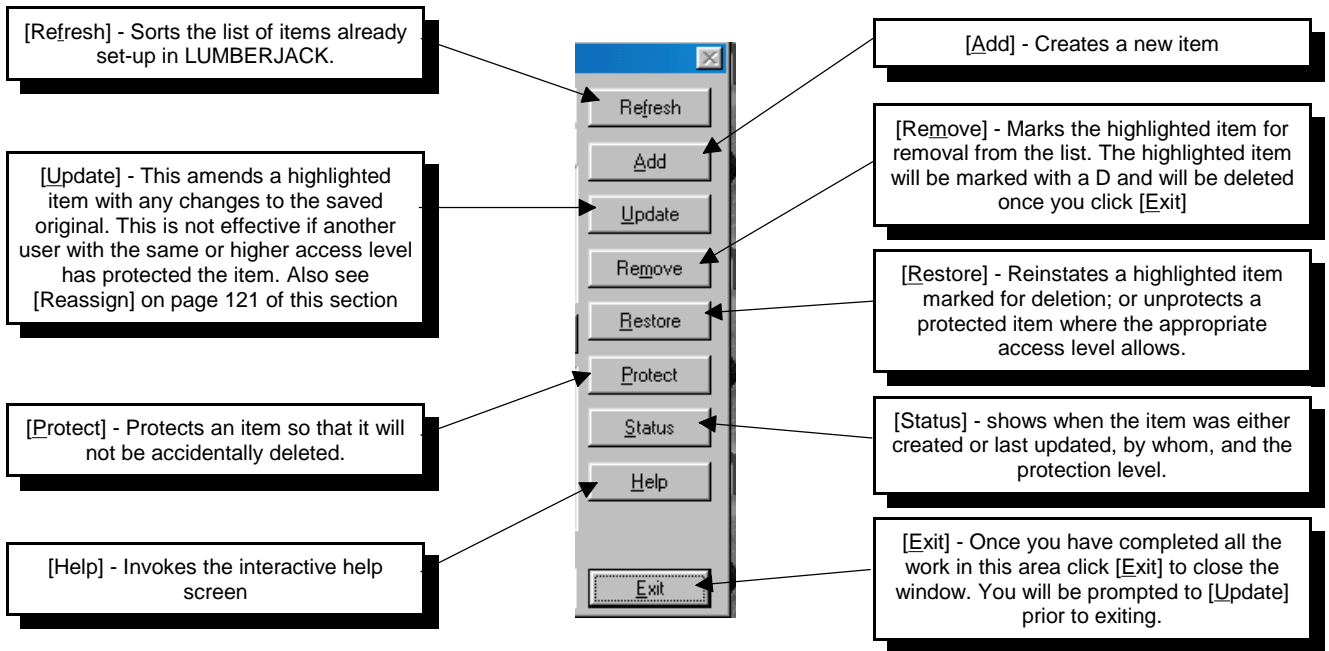 [Refresh] - Sorts the list of items already
set-up in LUMBERJACK.
[Update] - This amends a highlighted
item with any changes to the saved
original. This is not effective if another
user with the same or higher access level
has protected the item. Also see
[Reassign] on page 121 of this section
[Protect] - Protects an item so that it will
not be accidentally deleted.
[Help] - Invokes the interactive help
screen
Refresh
Add
Update
Remove
Restore
Protect
Status
Help
Exit
[Add] - Creates a new item
[Remove] - Marks the highlighted item for
removal from the list. The highlighted item
will be marked with a D and will be deleted
once you click [Exit]
[Restore] - Reinstates a highlighted item
marked for deletion; or unprotects a
protected item where the appropriate
access level allows.
[Status] - shows when the item was either
created or last updated, by whom, and the
protection level.
[Exit] - Once you have completed all the
work in this area click [Exit] to close the
window. You will be prompted to [Update]
prior to exiting.